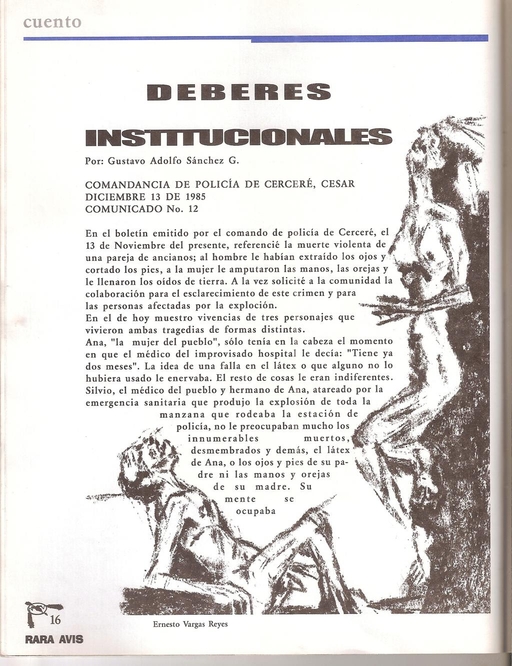 cuento
DEBERES
INSTITUCIONALES
Por: Gustavo Adolfo Sánchez G.
COMANDANCIA DE POLICÍA DE CERCERÉ, CESAR
DICIEMBRE 13 DE 1985
COMUNICADO No. 12
En el boletín emitido por el comando de policía de Cerceré, el
13 de Noviembre del presente, referencié la muerte violenta de
una pareja de ancianos; al hombre le habían extraído los ojos y
cortado los pies, a la mujer le amputaron las manos, las orejas y
le llenaron los oídos de tierra. A la vez solicité a la comunidad la
colaboración para el esclarecimiento de este crimen y para
las personas afectadas por la exploción.
En el de hoy muestro vivencias de tres personajes que
vivieron ambas tragedias de formas distintas.
Ana, "la mujer del pueblo", sólo tenía en la cabeza el momento
en que el médico del improvisado hospital le decía: "Tiene ya
dos meses". La idea de una falla en el látex o que alguno no lo
hubiera usado le enervaba. El resto de cosas le eran indiferentes.
Silvio, el médico del pueblo y hermano de Ana, atareado por la
emergencia sanitaria que produjo la explosión de toda la
manzana que rodeaba la estación de
policía, no le preocupaban mucho los
innumerables muertos,
desmembrados y demás, el látex
de Ana, o los ojos y pies de su pa-
dre ni las manos y orejas
de su madre. Su
mente se
ocupaba
16
RARA AVIS
Ernesto Vargas Reyes